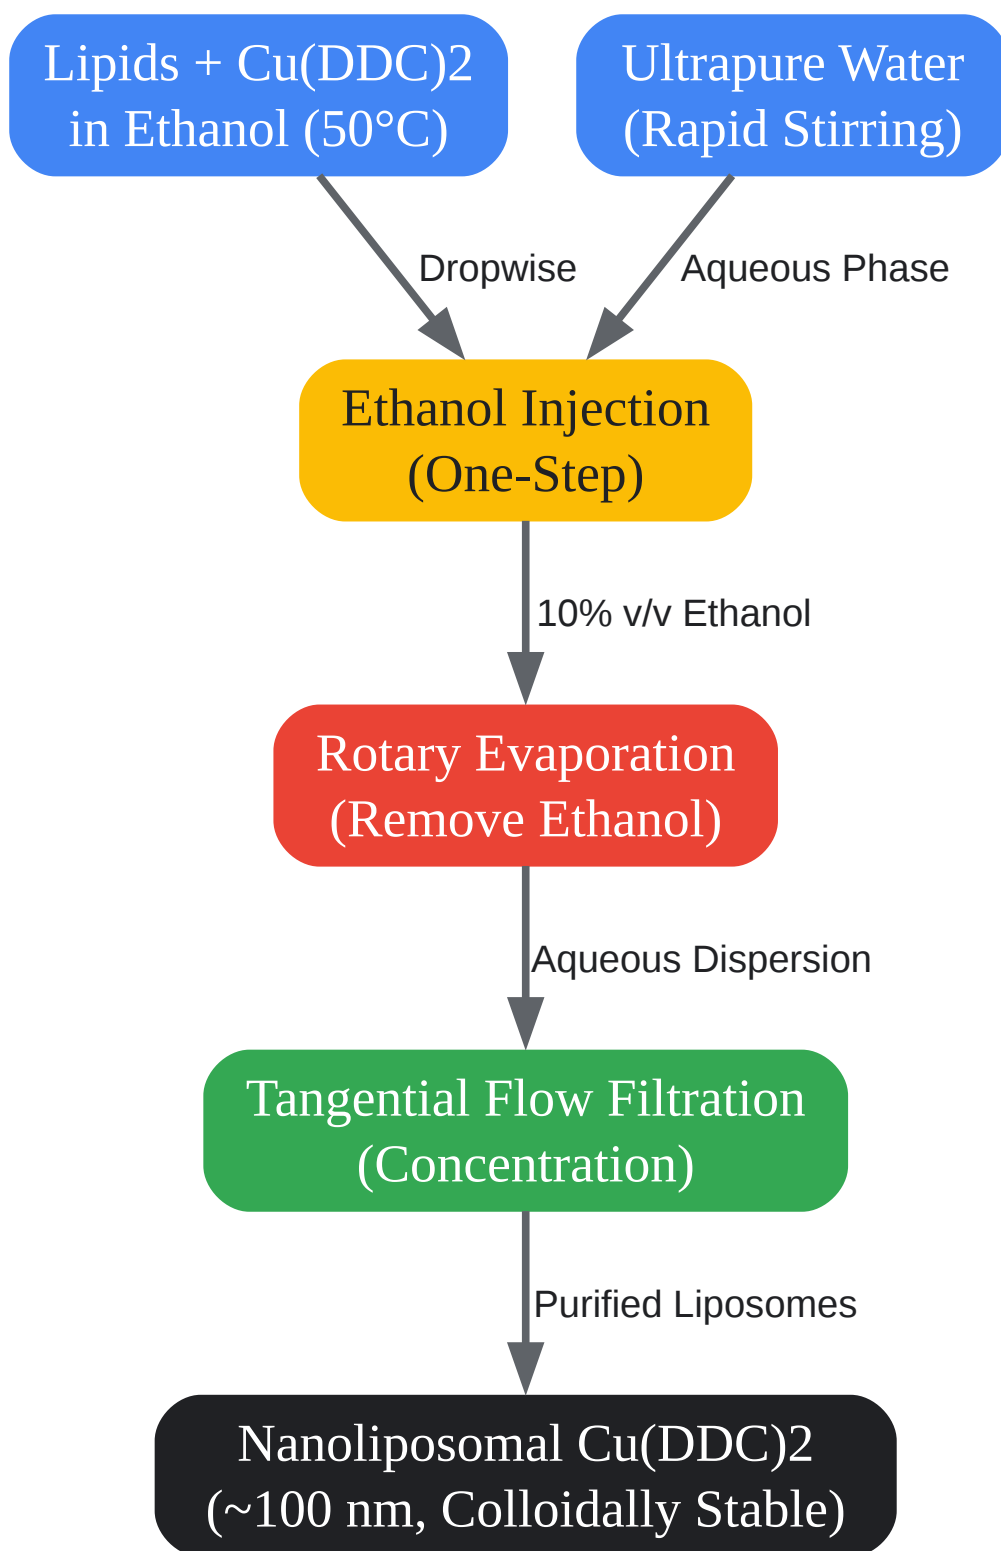 Lipids + Cu(DDC)2
in Ethanol (50°C)
Ultrapure Water
(Rapid Stirring)
Dropwise
Aqueous Phase
Ethanol Injection
(One-Step)
10% v/v Ethanol
Rotary Evaporation
(Remove Ethanol)
Aqueous Dispersion
Tangential Flow Filtration
(Concentration)
Purified Liposomes
Nanoliposomal Cu(DDC)2
(~100 nm, Colloidally Stable)